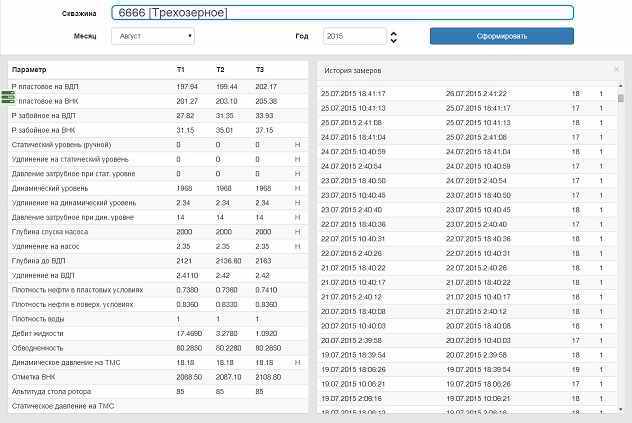 Скважина 6666 [Трехозерное]
Месяц Август Год 2015 Сформировать
Параметр T1 T2 T3
P пластовое на ВДП 197.94 199.44 202.17
пластовое на ВНК 201.27 203.10 205.38
P забойное на ВДП 27.82 31.35 33.93
P забойное на ВНК 31.15 35.01 37.15
Статический уровень (ручной) 0 0 0 Н
Удлинение на статический уровень 0 0 0 Н
Давление затрубное при стат. уровне 0 0 0 Н
Динамический уровень 1968 1968 1968 Н
Удлинение на динамический уровень 2.34 2.34 2.34 Н
Давление затрубное при дин. уровне 14 14 14 Н
Глубина спуска насоса 2000 2000 2000 Н
Удлинение на насос 2.35 2.35 2.35 Н
Глубина до ВДП 2121 2136.60 2163
Удлинение на ВДП 2.4110 2.42 2.42
Плотность нефти в пластовых условиях 0.7380 0.7360 0.7410
Плотность нефти в поверх. условиях 0.8360 0.8330 0.8360
Плотность воды 1 1 1
Дебит жидкости 17.4690 3.2780 1.0920
Обводненность 80.2850 80.2280 80.2850
Динамическое давление на ТМС 18.18 18.18 18.18 Н
Отметка ВНК 2068.50 2087.10 2108.80
Альтитуда стола ротора 85 85 85
Статическое давление на ТМС
История замеров ×
25.07.2015 18:41:17 26.07.2015 2:41:22 18 1
25.07.2015 10:41:13 25.07.2015 18:41:17 17 1
25.07.2015 2:41:08 25.07.2015 10:41:13 18 1
24.07.2015 18:41:04 25.07.2015 2:41:08 17 1
24.07.2015 10:40:59 24.07.2015 18:41:04 18 1
24.07.2015 2:40:54 24.07.2015 10:40:59 17 1
23.07.2015 18:40:50 24.07.2015 2:40:54 18 1
23.07.2015 10:40:45 23.07.2015 18:40:50 17 1
23.07.2015 2:40:40 23.07.2015 10:40:45 18 1
22.07.2015 18:40:36 23.07.2015 2:40:40 17 1
22.07.2015 10:40:31 22.07.2015 18:40:36 18 1
22.07.2015 2:40:26 22.07.2015 10:40:31 18 1
21.07.2015 18:40:22 22.07.2015 2:40:26 18 1
21.07.2015 10:40:17 21.07.2015 18:40:22 18 1
21.07.2015 2:40:12 21.07.2015 10:40:17 18 1
20.07.2015 18:40:08 21.07.2015 2:40:12 18 1
20.07.2015 10:40:03 20.07.2015 18:40:08 18 1
20.07.2015 2:39:58 20.07.2015 10:40:03 17 1
19.07.2015 18:39:54 20.07.2015 2:39:58 18 1
19.07.2015 18:06:26 19.07.2015 18:39:54 19 1
19.07.2015 10:06:21 19.07.2015 18:06:26 17 1
19.07.2015 2:06:16 19.07.2015 10:06:21 18 1
18.07.2015 18:06:12 19.07.2015 2:06:16 18 1